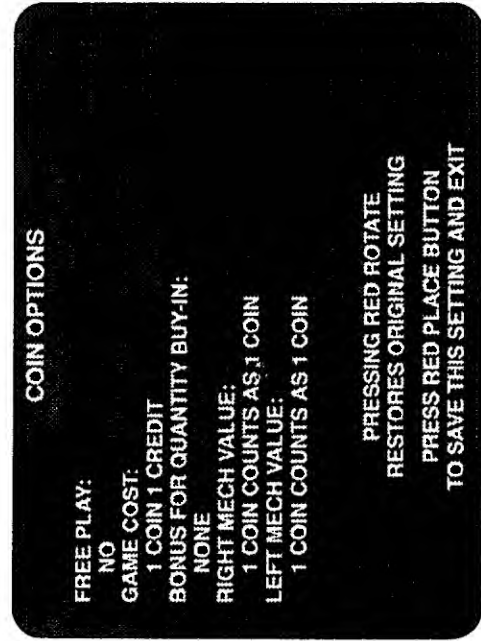 COIN OPTIONS
FREE PLAY:
NO
GAME COST:
1 COIN 1 CREDIT
BONUS FOR QUANTITY BUY-IN:
NONE
RIGHT MECH VALUE:
1 COIN COUNTS AS 1 COIN
LEFT MECH VALUE:
1 COIN COUNTS AS 1 COIN
PRESSING RED ROTATE
RESTORES ORIGINAL SETTING
PRESS RED PLACE BUTTON
TO SAVE THIS SETTING AND EXIT